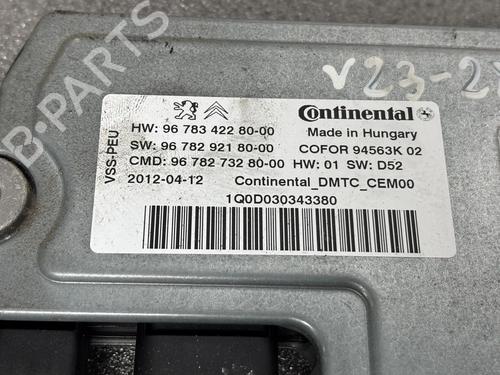 V23-2
Continental
VSS-PEU
HW: 96 783 422 80-00 Made in Hungary
SW: 96 782 921 80-00 COFOR 94563K 02
CMD: 96 782 732 80-00 HW: 01 SW: D52
2012-04-12 Continental_DMTC_CEM00
1Q0D030343380
B-PARTS